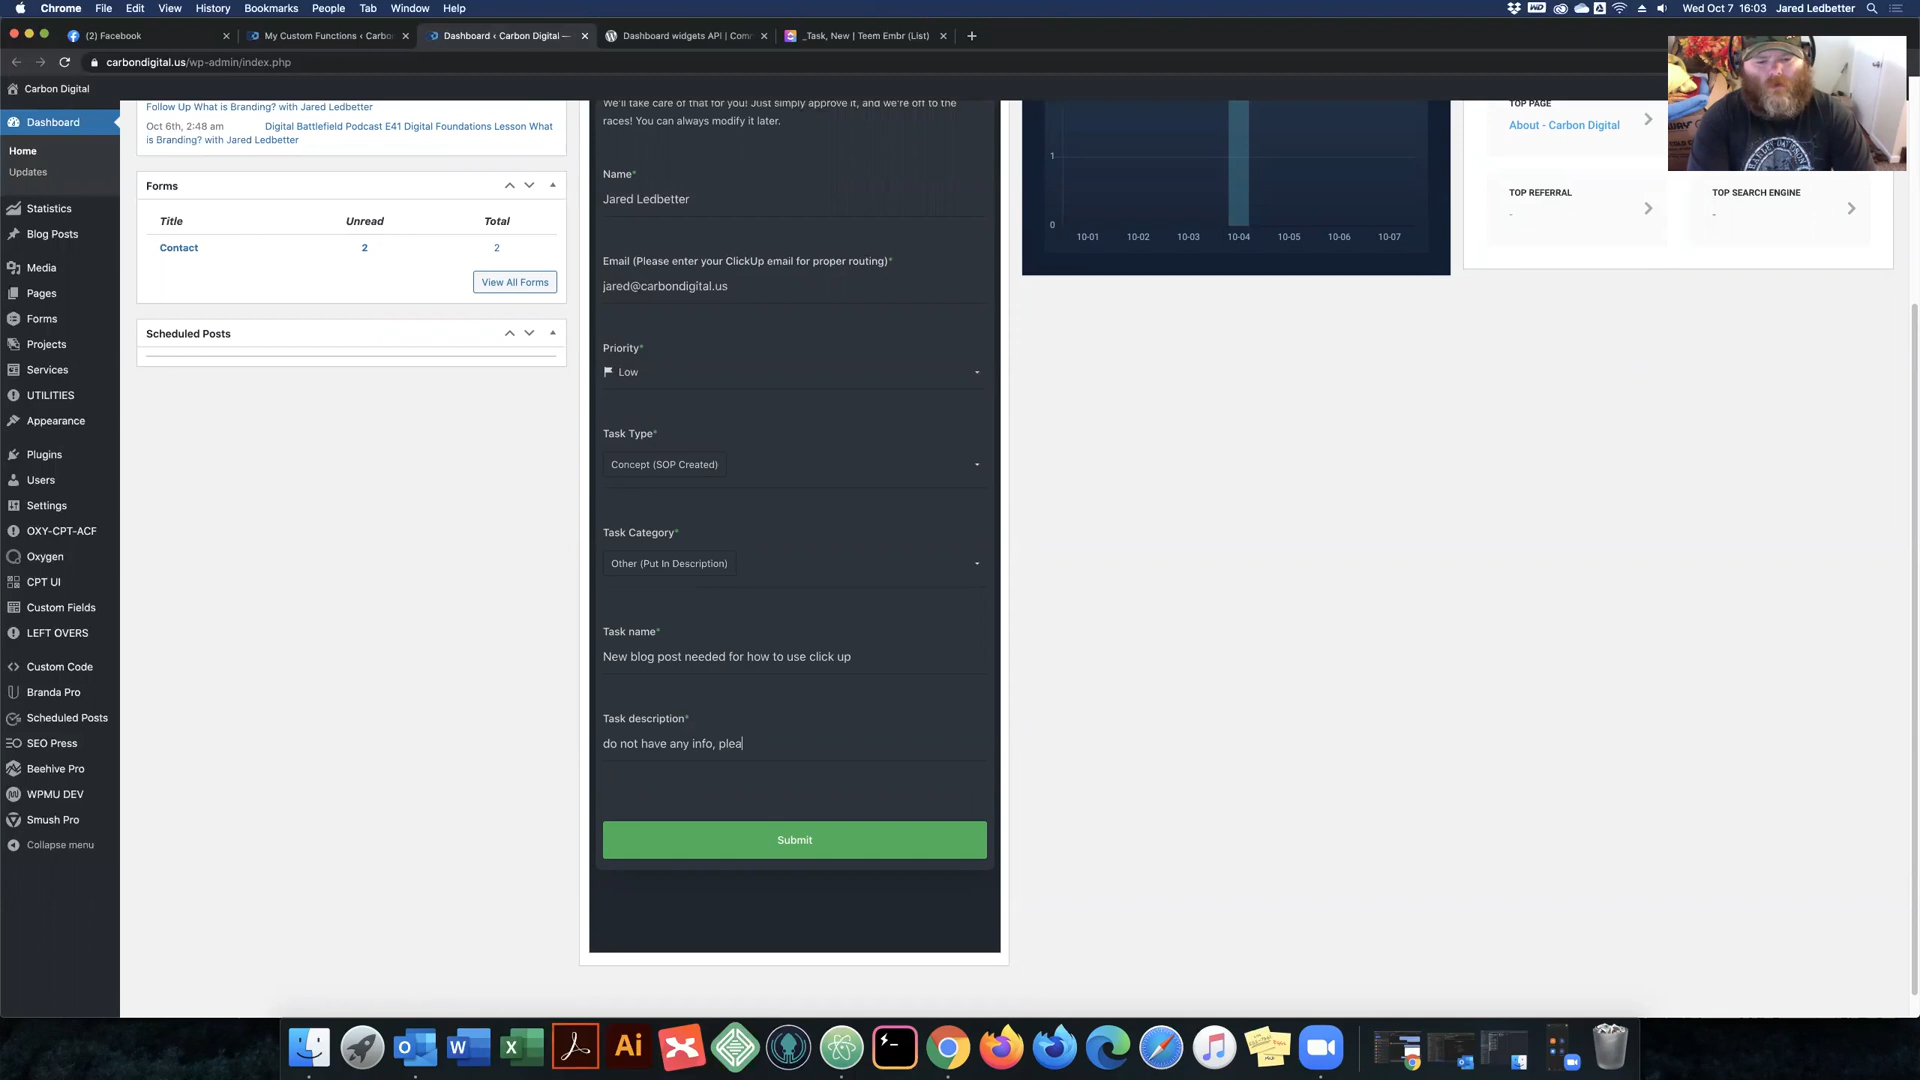 Chrome File Edit View History Bookmarks People Tab Window Help
Wed Oct 7 16:03 Jared Ledbetter
(2) Facebook
My Custom Functions ‹ Carbon
Dashboard ‹ Carbon Digital —
Dashboard widgets API | Com
_Task, New | Teem Embr (List)
carbondigital.us/wp-admin/index.php
Carbon Digital
Dashboard
Home
Updates
Statistics
Blog Posts
Media
Pages
Forms
Projects
Services
UTILITIES
Appearance
Plugins
Users
Settings
OXY-CPT-ACF
Oxygen
CPT UI
Custom Fields
LEFT OVERS
Custom Code
Branda Pro
Scheduled Posts
SEO Press
Beehive Pro
WPMU DEV
Smush Pro
Collapse menu
Follow Up What is Branding? with Jared Ledbetter
Oct 6th, 2:48 am Digital Battlefield Podcast E41 Digital Foundations Lesson What
is Branding? with Jared Ledbetter
Forms
Title Unread Total
Contact 2 2
View All Forms
Scheduled Posts
We'll take care of that for you! Just simply approve it, and we're off to the
races! You can always modify it later.
Name*
Jared Ledbetter
Email (Please enter your ClickUp email for proper routing)*
jared@carbondigital.us
Priority*
Low
Task Type*
Concept (SOP Created)
Task Category*
Other (Put In Description)
Task name*
New blog post needed for how to use click up
Task description*
do not have any info, plea
Submit
1
0
10-01 10-02 10-03 10-04 10-05 10-06 10-07
TOP PAGE
About - Carbon Digital
TOP REFERRAL
-
TOP SEARCH ENGINE
-